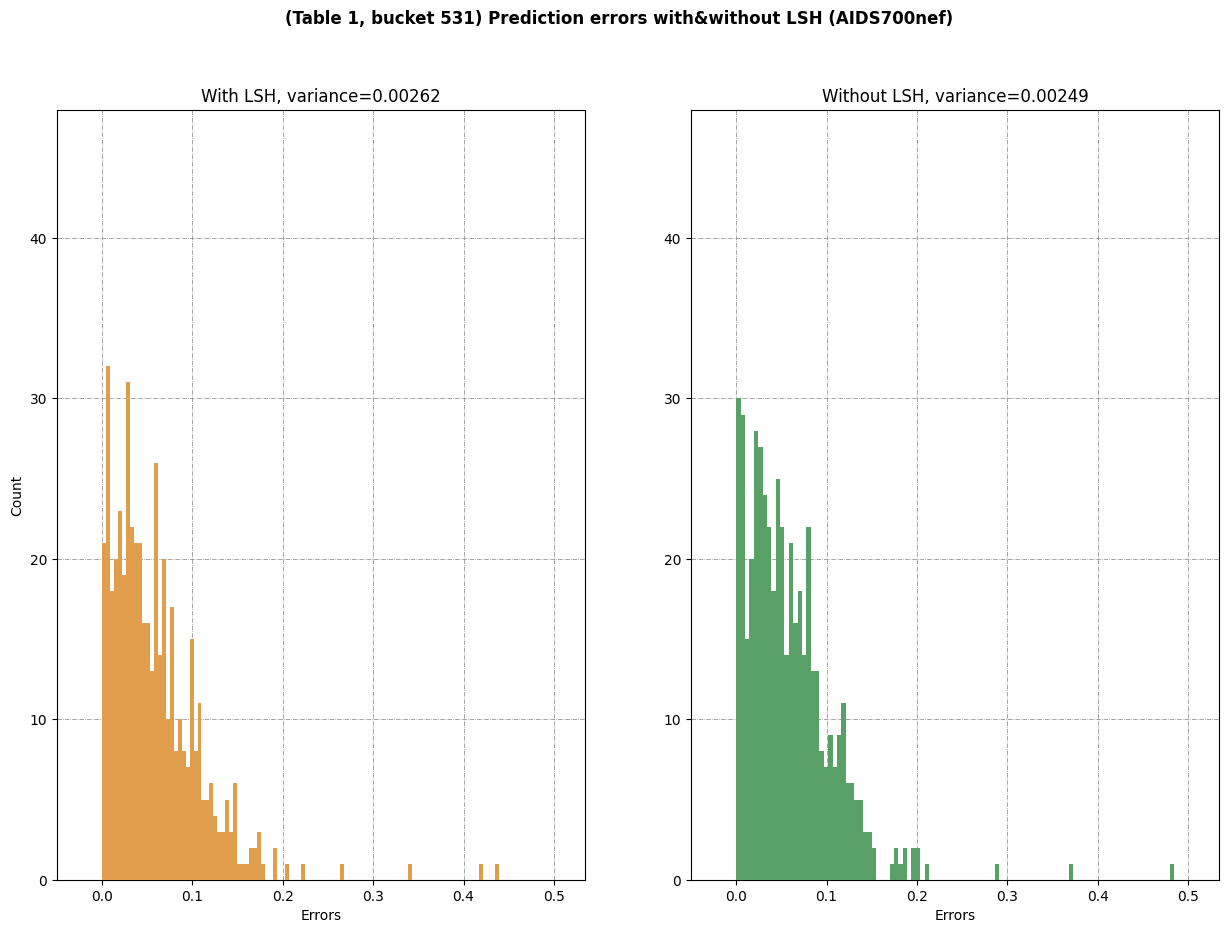 (Table 1, bucket 531) Prediction errors with&without LSH (AIDS700nef)
With LSH, variance=0.00262
Count
40
30
20
10
0
0.0 0.1 0.2 0.3 0.4 0.5
Errors
Without LSH, variance=0.00249
40
30
20
10
0
0.0 0.1 0.2 0.3 0.4 0.5
Errors